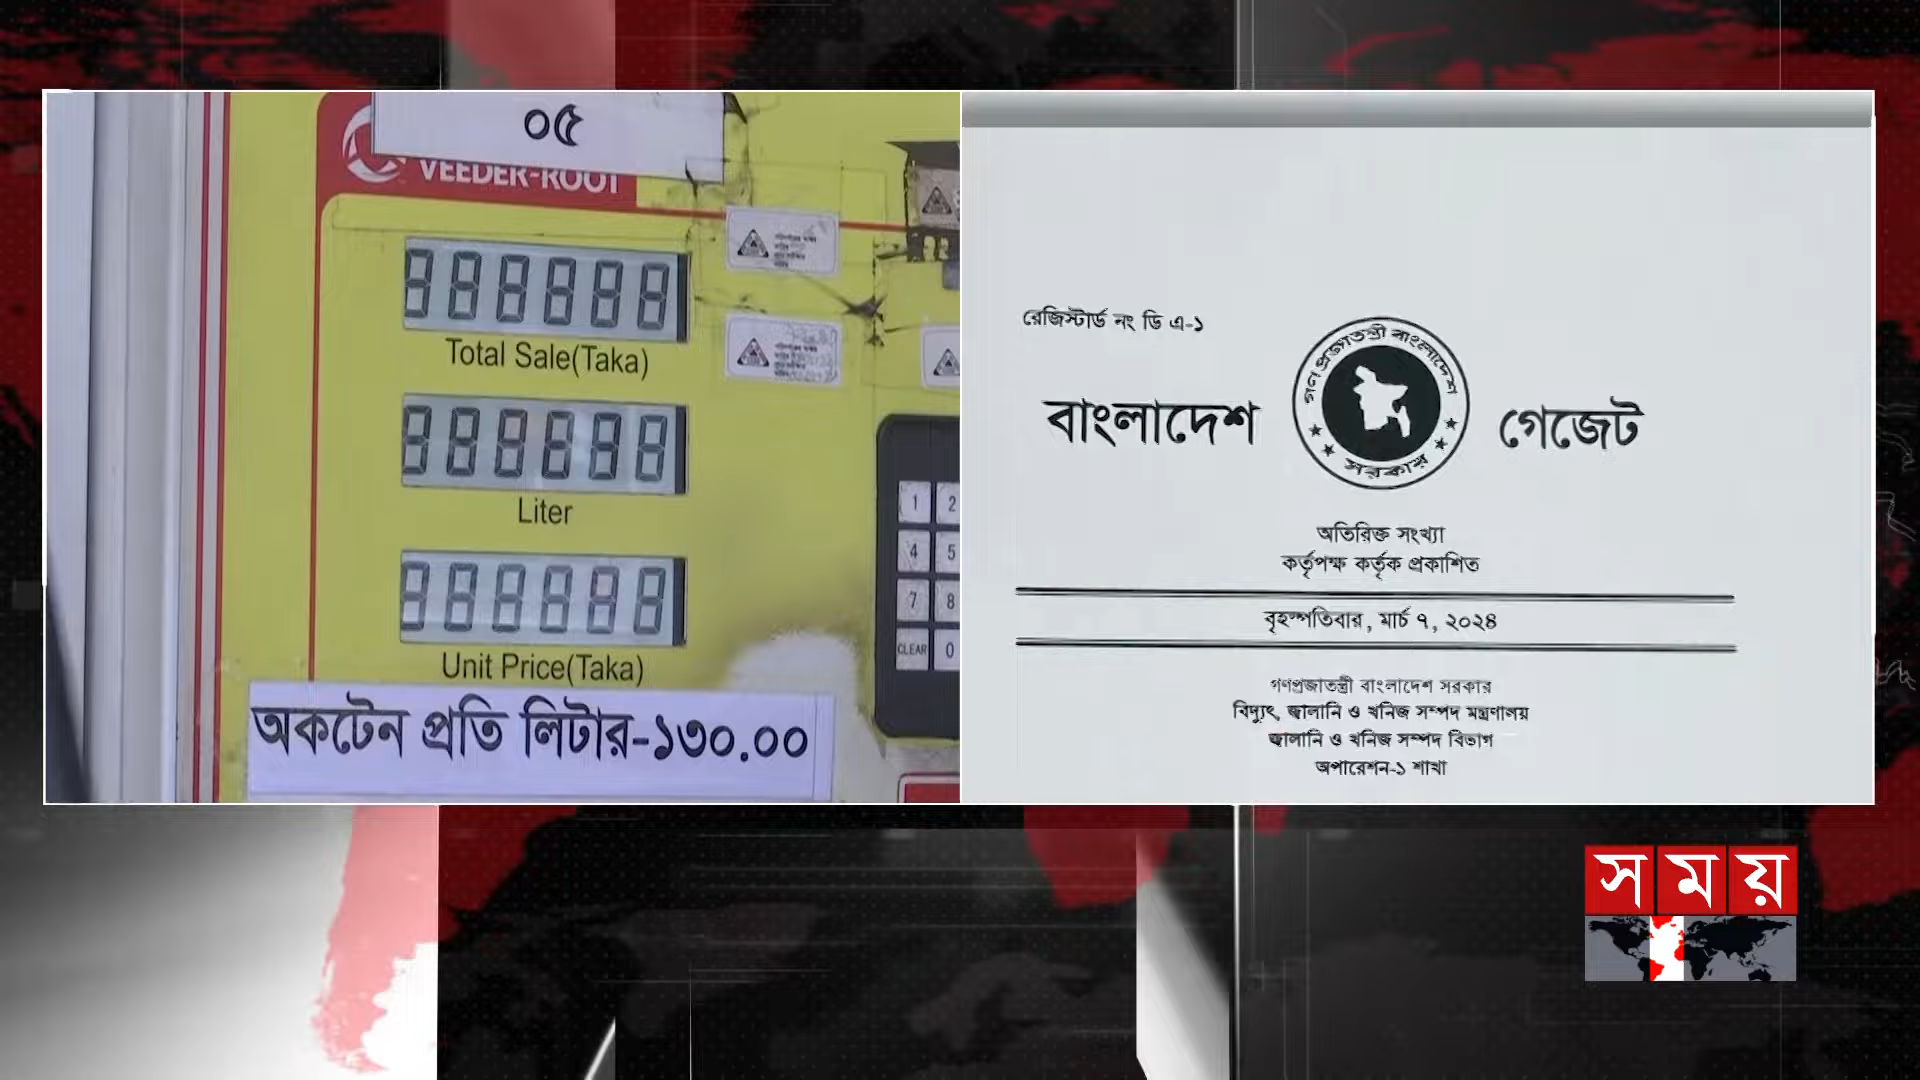 ০৫
VEEDER-ROOT
Total Sale(Taka)
Liter
Unit Price(Taka)
অকটেন প্রতি লিটার-১৩০.০০
1 2
4 5
7 8
CLEAR 0
রেজিস্টার্ড নং ডি এ-১
গণপ্রজাতন্ত্রী বাংলাদেশ
সরকার
বাংলাদেশ গেজেট
অতিরিক্ত সংখ্যা
কর্তৃপক্ষ কর্তৃক প্রকাশিত
বৃহস্পতিবার, মার্চ ৭, ২০২৪
গণপ্রজাতন্ত্রী বাংলাদেশ সরকার
বিদ্যুৎ, জ্বালানি ও খনিজ সম্পদ মন্ত্রণালয়
জ্বালানি ও খনিজ সম্পদ বিভাগ
অপারেশন-১ শাখা
সময়